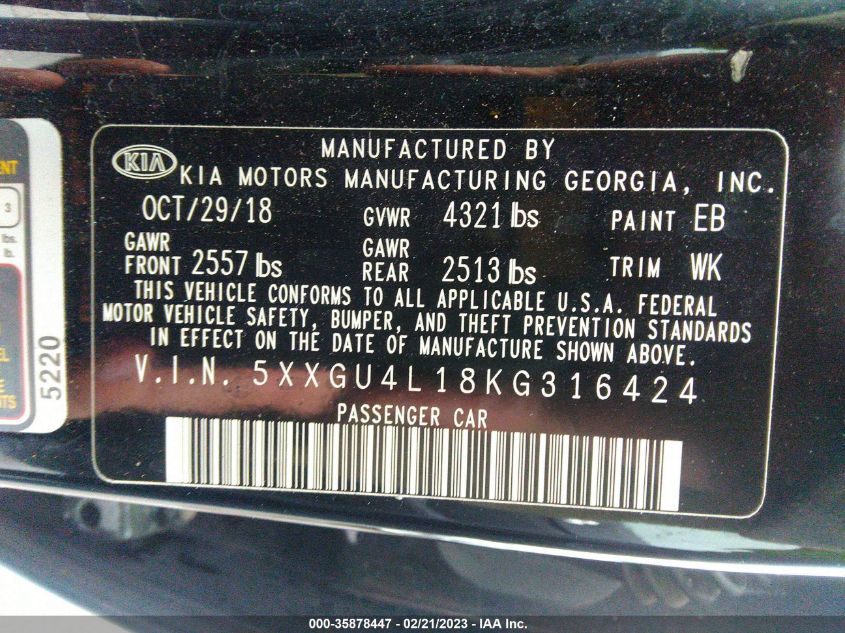 KIA
MANUFACTURED BY
KIA MOTORS MANUFACTURING GEORGIA, INC.
OCT/29/18 GVWR 4321 lbs PAINT EB
GAWR FRONT 2557 lbs GAWR REAR 2513 lbs TRIM WK
THIS VEHICLE CONFORMS TO ALL APPLICABLE U.S.A. FEDERAL
MOTOR VEHICLE SAFETY, BUMPER, AND THEFT PREVENTION STANDARDS
IN EFFECT ON THE DATE OF MANUFACTURE SHOWN ABOVE.
V.I.N. 5XXGU4L18KG316424
PASSENGER CAR
3
lbs.
lb.
5220
000-35878447 - 02/21/2023 - IAA Inc.